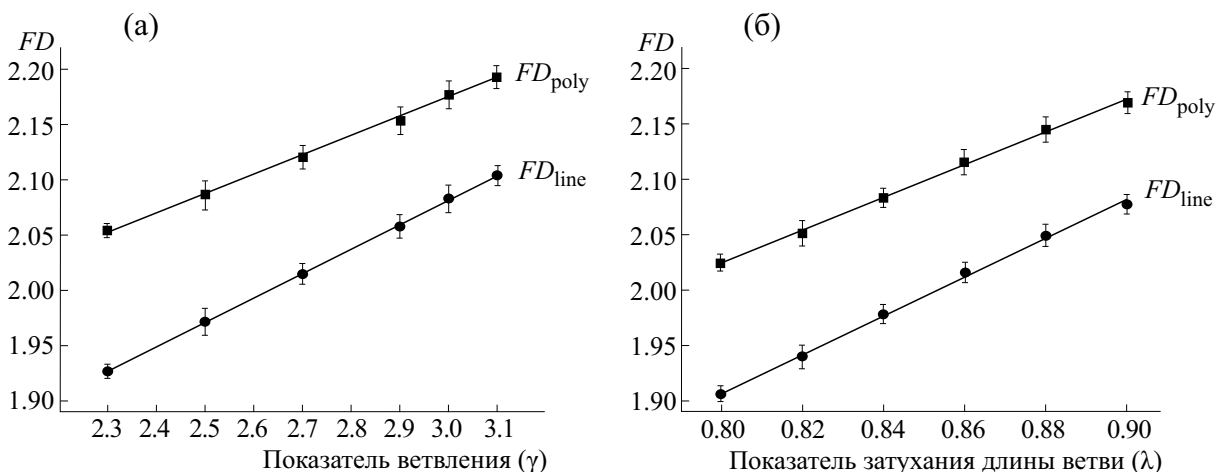 (а)
FD
2.20
2.15
2.10
2.05
2.00
1.95
1.90
FD_poly
FD_line
2.3 2.4 2.5 2.6 2.7 2.8 2.9 3.0 3.1
Показатель ветвления (γ)
(б)
FD
2.20
2.15
2.10
2.05
2.00
1.95
1.90
FD_poly
FD_line
0.80 0.82 0.84 0.86 0.88 0.90
Показатель затухания длины ветви (λ)